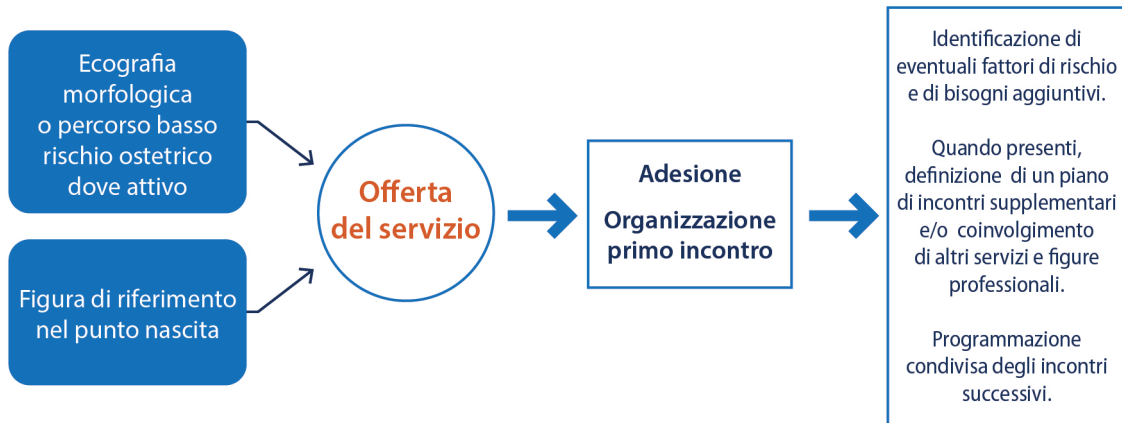 Ecografia
morfologica
o percorso basso
rischio ostetrico
dove attivo
Figura di riferimento
nel punto nascita
Offerta
del servizio
Adesione
Organizzazione
primo incontro
Identificazione di
eventuali fattori di rischio
e di bisogni aggiuntivi.
Quando presenti,
definizione di un piano
di incontri supplementari
e/o coinvolgimento
di altri servizi e figure
professionali.
Programmazione
condivisa degli incontri
successivi.